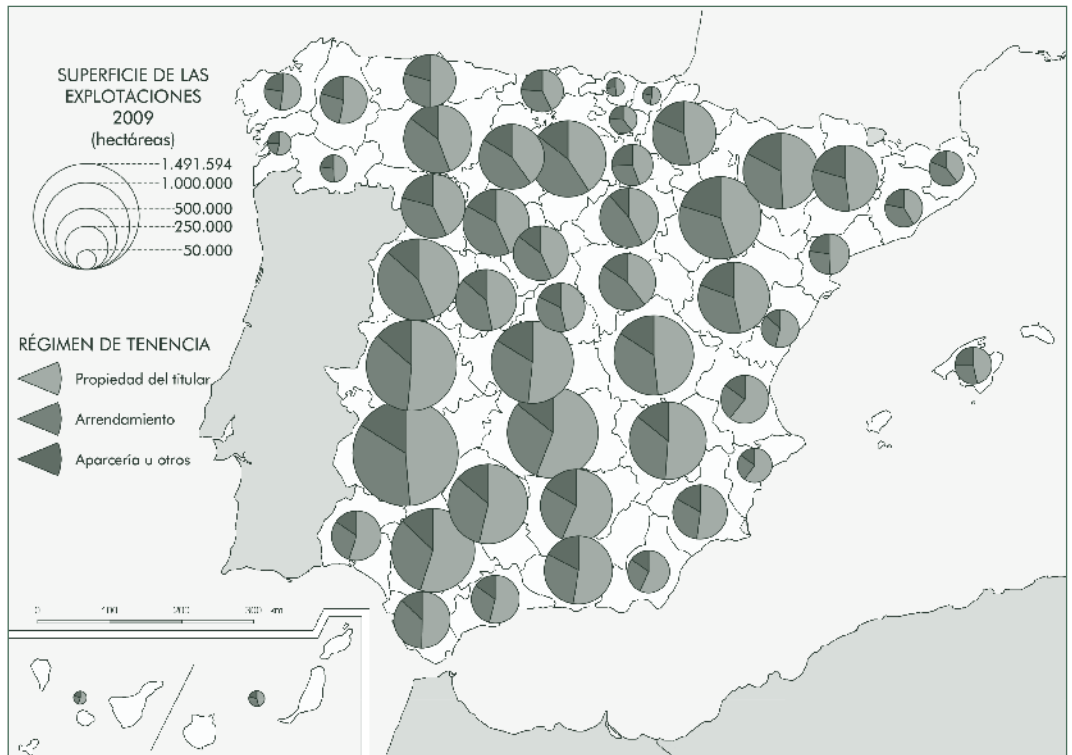 SUPERFICIE DE LAS
EXPLOTACIONES
2009
(hectáreas)
1.491.594
1.000.000
500.000
250.000
50.000
RÉGIMEN DE TENENCIA
Propiedad del titular
Arrendamiento
Aparcería u otros
0 100 200 300 km